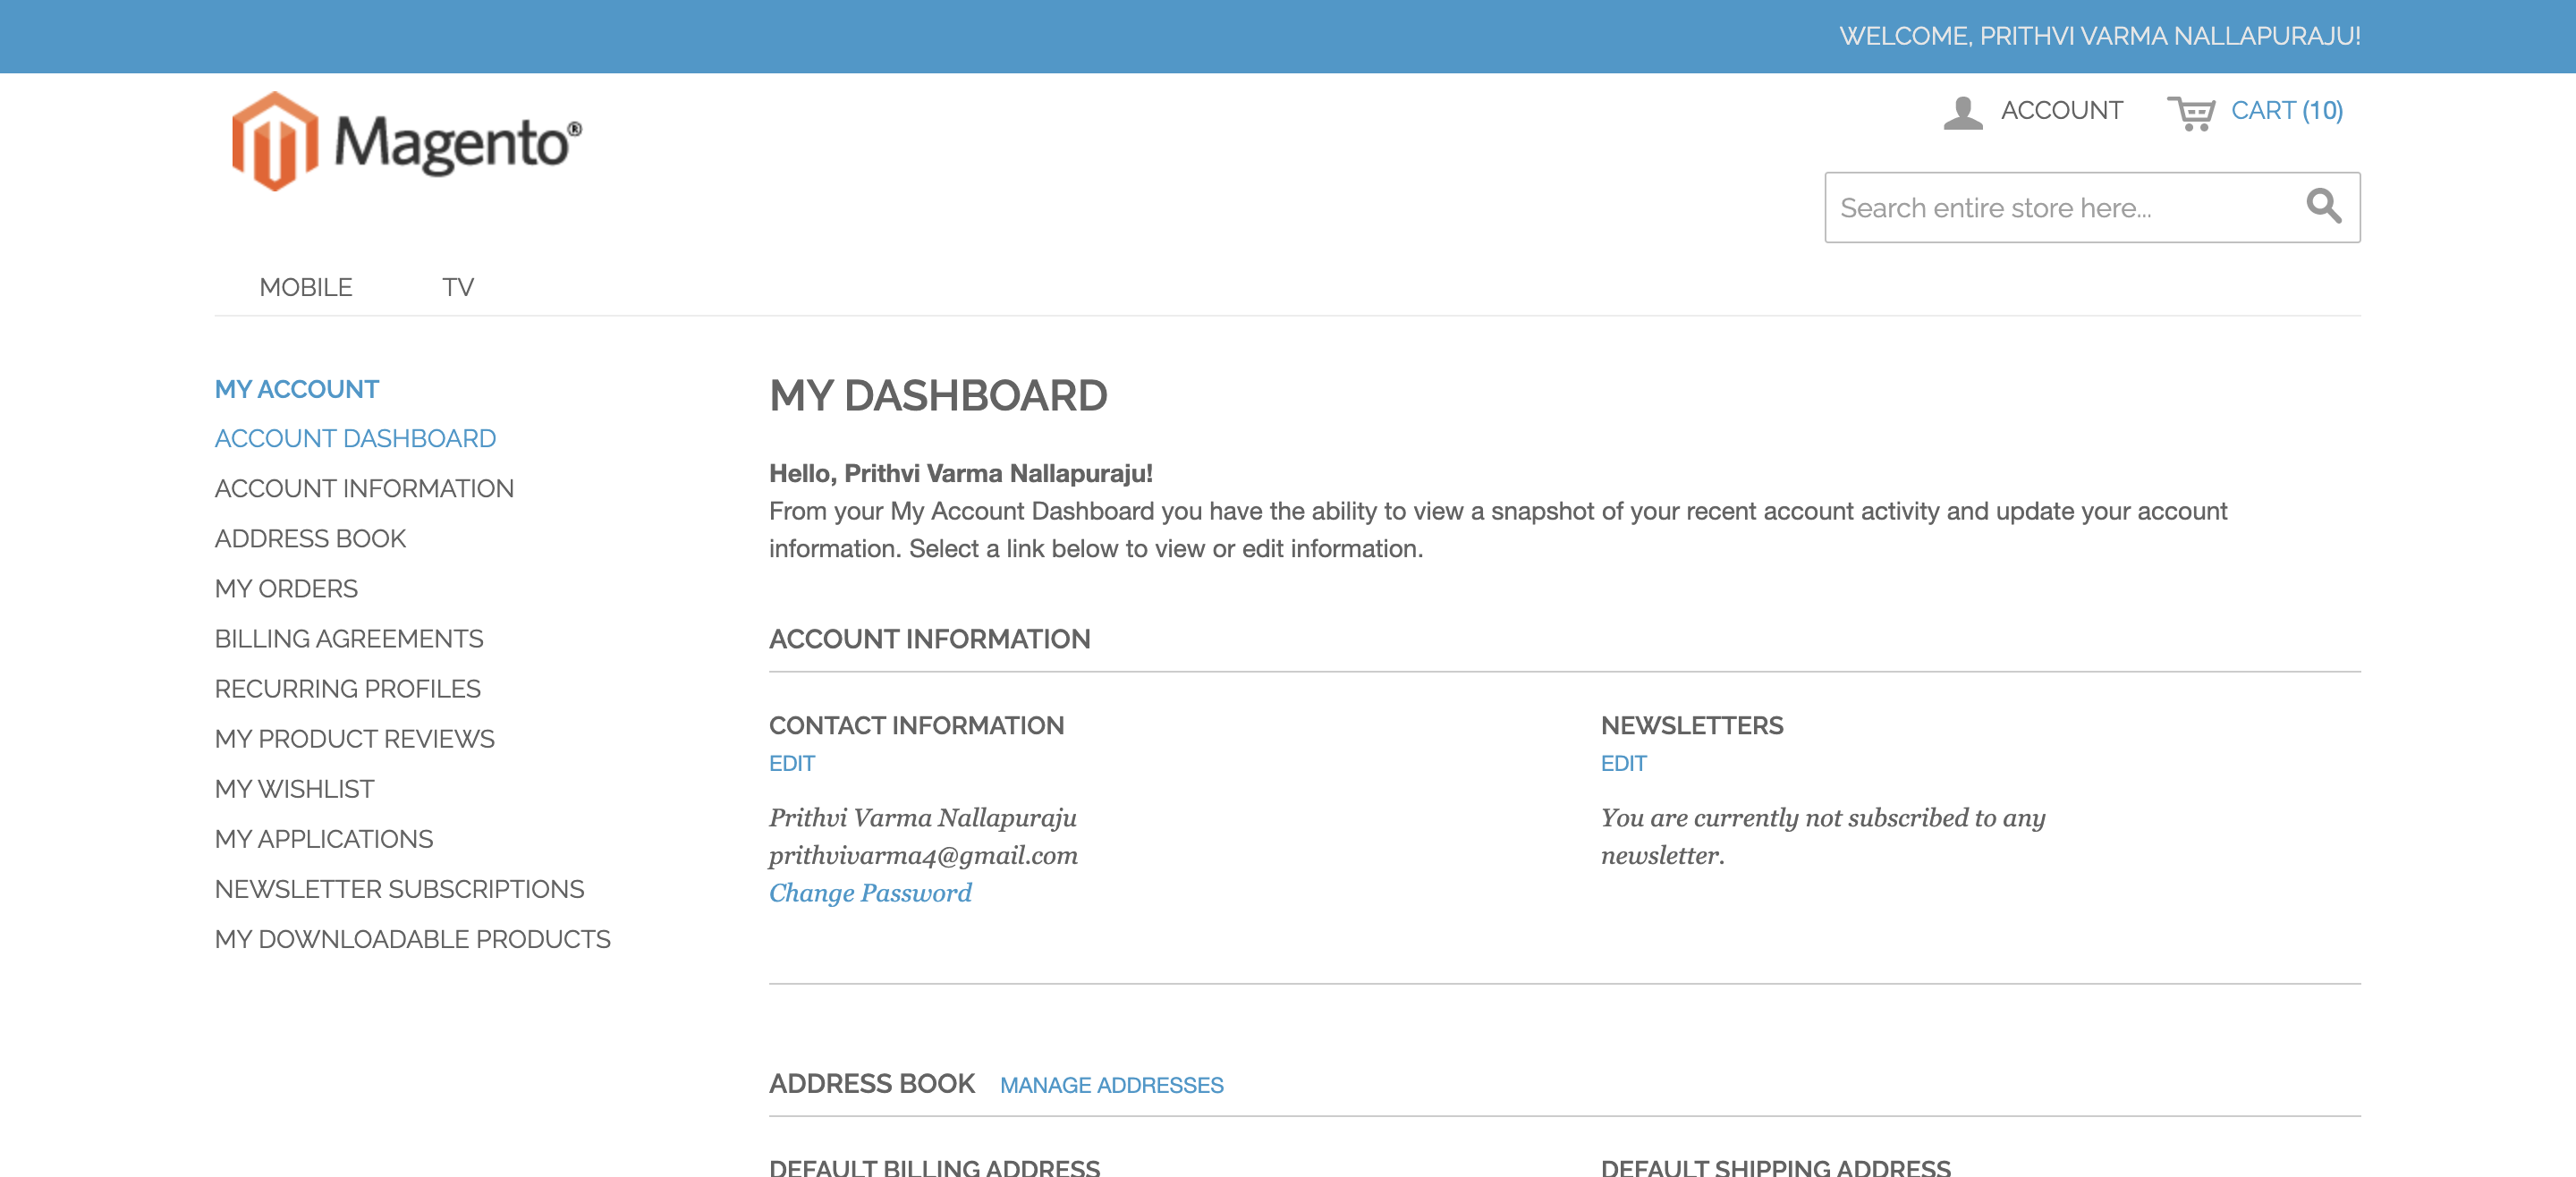 WELCOME, PRITHVI VARMA NALLAPURAJU!
Magento®
ACCOUNT
CART (10)
Search entire store here...
MOBILE
TV
MY ACCOUNT
ACCOUNT DASHBOARD
ACCOUNT INFORMATION
ADDRESS BOOK
MY ORDERS
BILLING AGREEMENTS
RECURRING PROFILES
MY PRODUCT REVIEWS
MY WISHLIST
MY APPLICATIONS
NEWSLETTER SUBSCRIPTIONS
MY DOWNLOADABLE PRODUCTS
MY DASHBOARD
Hello, Prithvi Varma Nallapuraju!
From your My Account Dashboard you have the ability to view a snapshot of your recent account activity and update your account
information. Select a link below to view or edit information.
ACCOUNT INFORMATION
CONTACT INFORMATION
EDIT
Prithvi Varma Nallapuraju
prithvivarma4@gmail.com
Change Password
NEWSLETTERS
EDIT
You are currently not subscribed to any
newsletter.
ADDRESS BOOK
MANAGE ADDRESSES
DEFAULT BILLING ADDRESS
DEFAULT SHIPPING ADDRESS